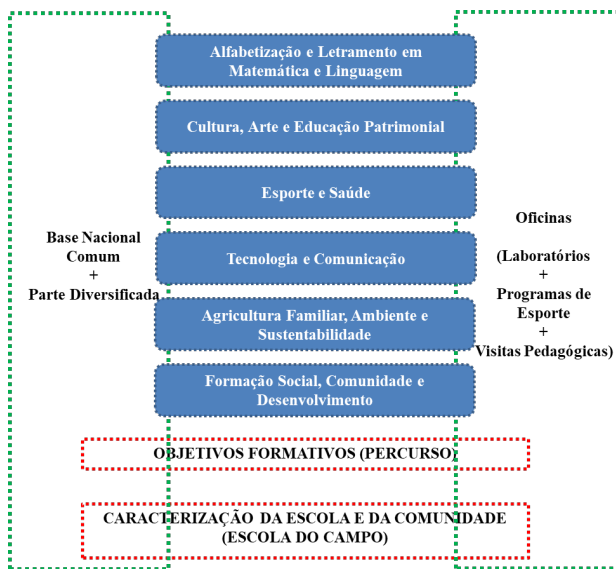 Alfabetização e Letramento em
Matemática e Linguagem
Cultura, Arte e Educação Patrimonial
Esporte e Saúde
Tecnologia e Comunicação
Agricultura Familiar, Ambiente e
Sustentabilidade
Formação Social, Comunidade e
Desenvolvimento
Base Nacional
Comum
+
Parte Diversificada
Oficinas
(Laboratórios
+
Programas de
Esporte
+
Visitas Pedagógicas)
OBJETIVOS FORMATIVOS (PERCURSO)
CARACTERIZAÇÃO DA ESCOLA E DA COMUNIDADE
(ESCOLA DO CAMPO)